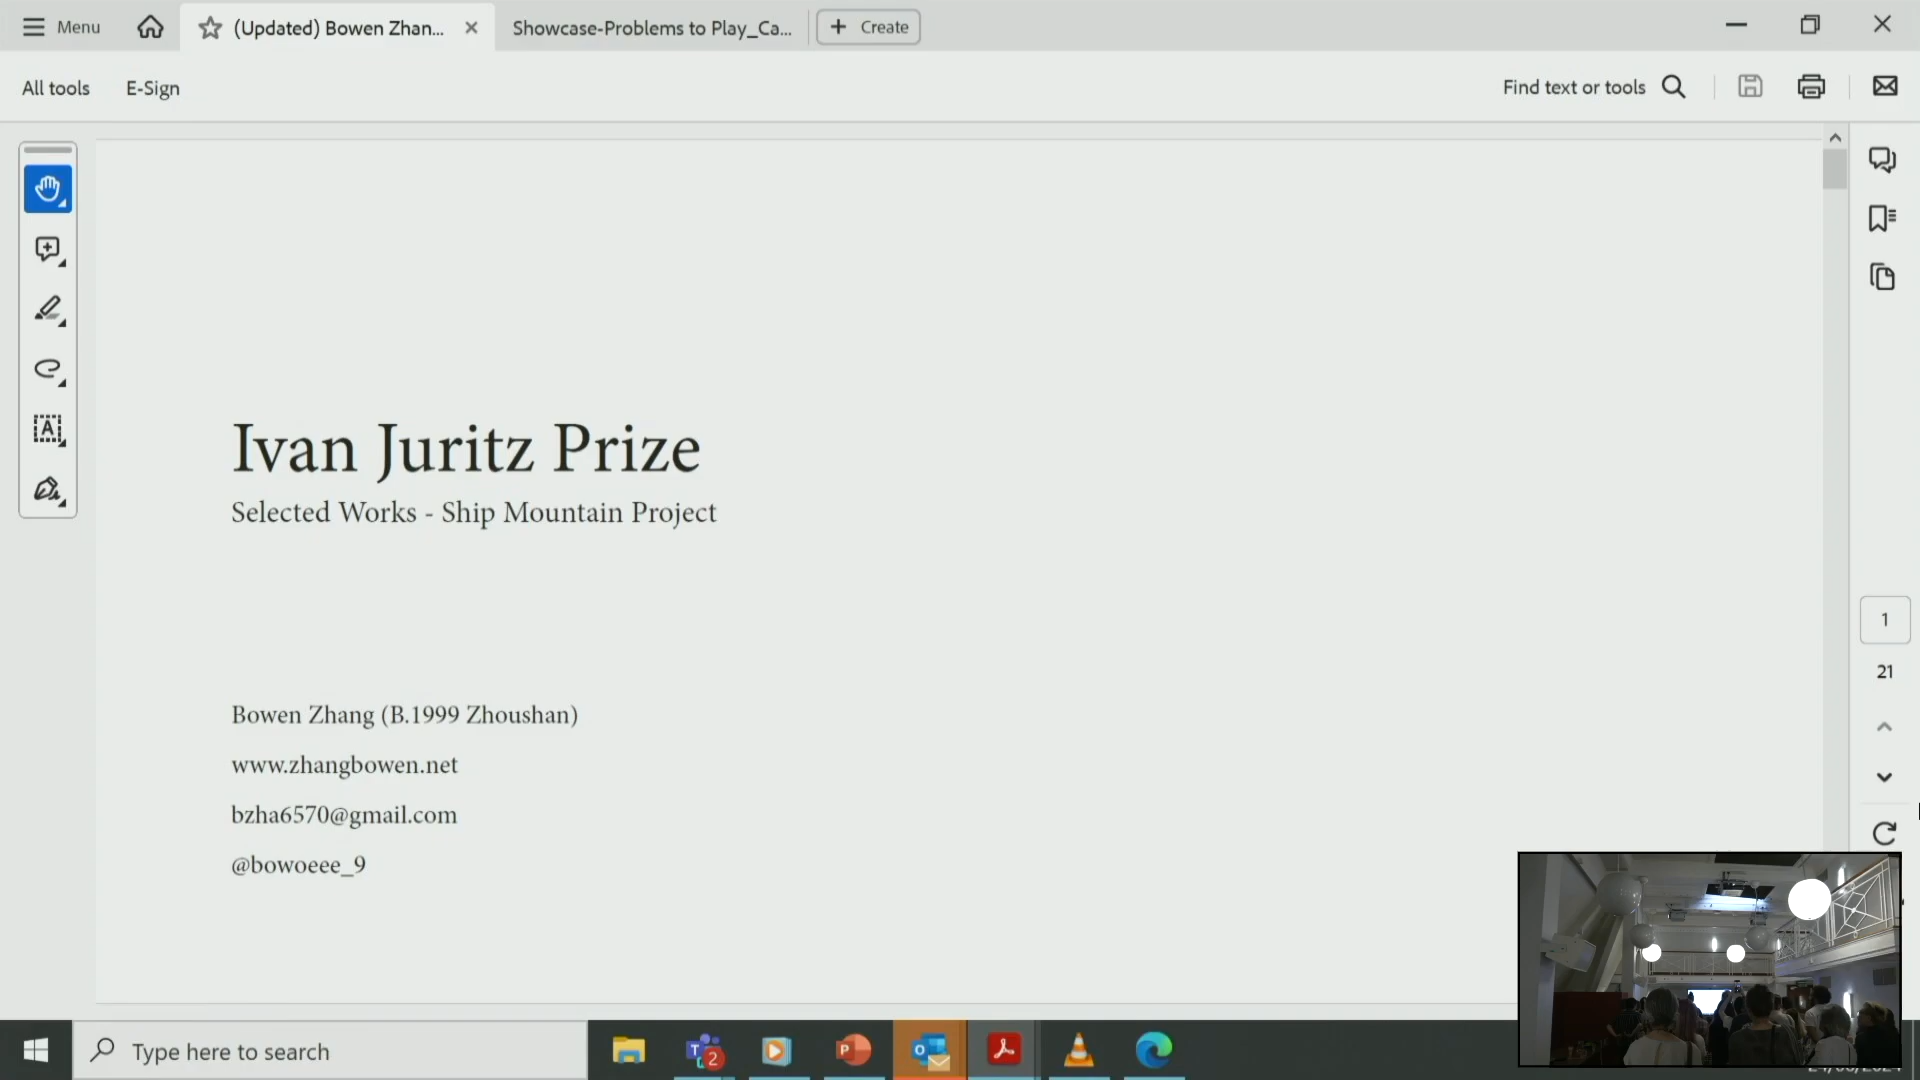 Menu
(Updated) Bowen Zhan...
Showcase-Problems to Play_Ca...
Create
All tools
E-Sign
Find text or tools
Ivan Juritz Prize
Selected Works - Ship Mountain Project
Bowen Zhang (B.1999 Zhoushan)
www.zhangbowen.net
bzha6570@gmail.com
@bowoeee_9
1
21
Type here to search
2